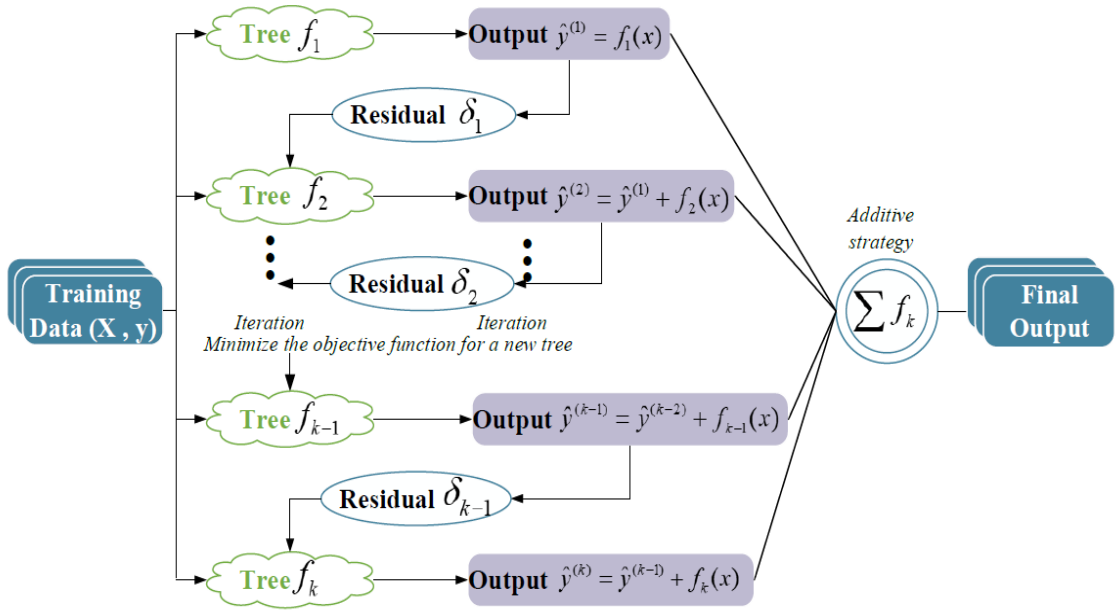 Tree f₁
Output ŷ⁽¹⁾ = f₁(x)
Residual δ₁
Tree f₂
Output ŷ⁽²⁾ = ŷ⁽¹⁾ + f₂(x)
Residual δ₂
Additive
strategy
Training
Data (X , y)
∑ fₖ
Final
Output
Iteration
Iteration
Minimize the objective function for a new tree
Tree fₖ₋₁
Output ŷ⁽ᵏ⁻¹⁾ = ŷ⁽ᵏ⁻²⁾ + fₖ₋₁(x)
Residual δₖ₋₁
Tree fₖ
Output ŷ⁽ᵏ⁾ = ŷ⁽ᵏ⁻¹⁾ + fₖ(x)